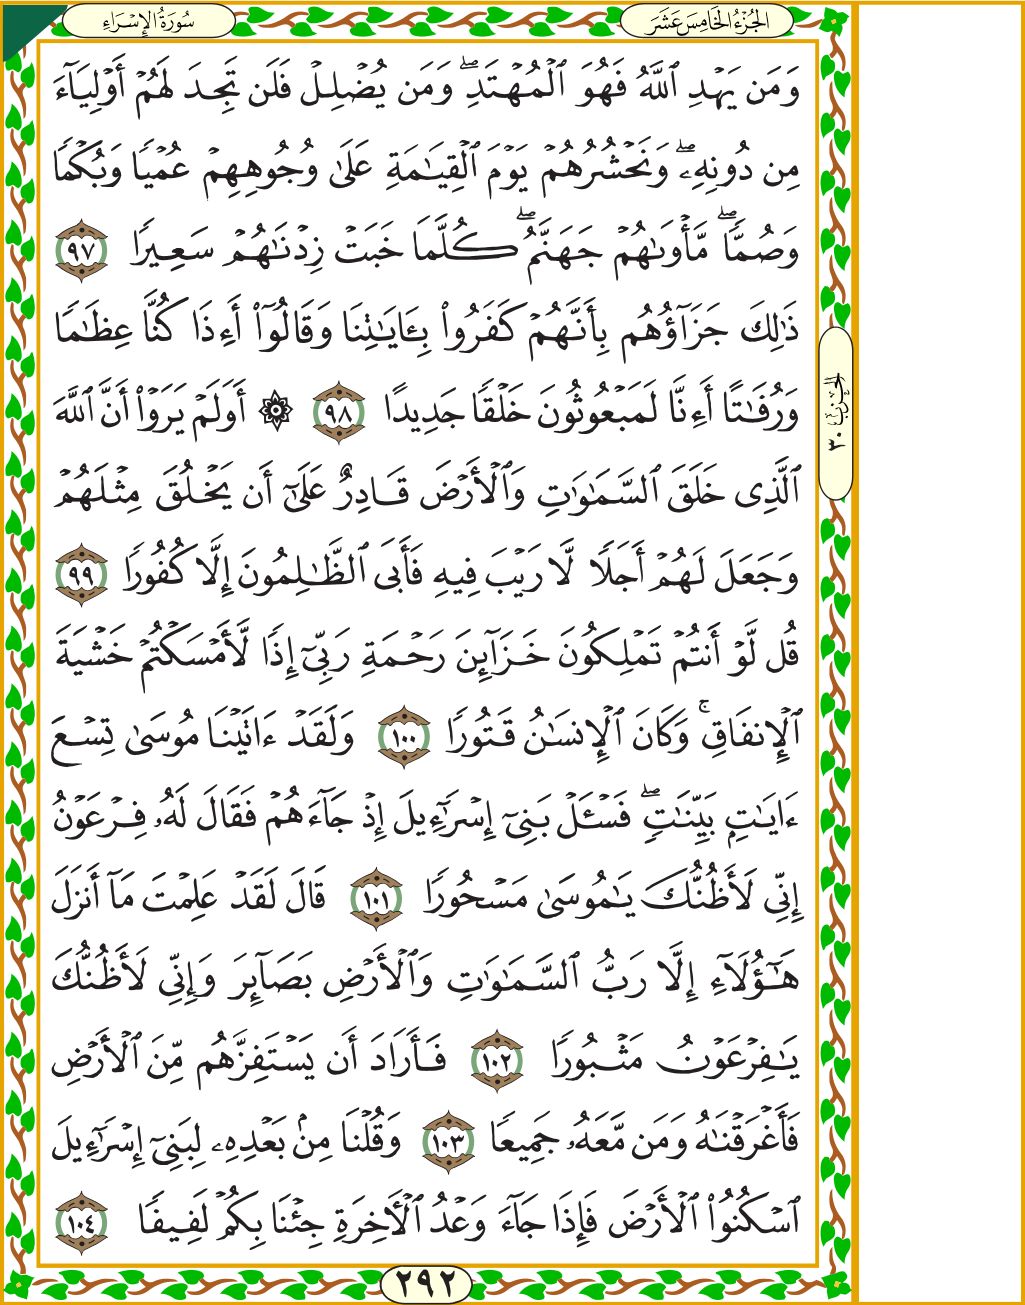 سُورَةُ الإِسْرَاء
الجُزْءُ الخَامِسَ عَشَرَ
وَمَن يَهْدِ ٱللَّهُ فَهُوَ ٱلْمُهْتَدِۖ وَمَن يُضْلِلْ فَلَن تَجِدَ لَهُمْ أَوْلِيَآءَ
مِن دُونِهِۦۖ وَنَحْشُرُهُمْ يَوْمَ ٱلْقِيَـٰمَةِ عَلَىٰ وُجُوهِهِمْ عُمْيًا وَبُكْمًا
وَصُمًّاۖ مَّأْوَىٰهُمْ جَهَنَّمُۖ كُلَّمَا خَبَتْ زِدْنَـٰهُمْ سَعِيرًا ٩٧
ذَٰلِكَ جَزَآؤُهُم بِأَنَّهُمْ كَفَرُوا۟ بِـَٔايَـٰتِنَا وَقَالُوٓا۟ أَءِذَا كُنَّا عِظَـٰمًا
وَرُفَـٰتًا أَءِنَّا لَمَبْعُوثُونَ خَلْقًا جَدِيدًا ٩٨ ۞ أَوَلَمْ يَرَوْا۟ أَنَّ ٱللَّهَ
ٱلَّذِى خَلَقَ ٱلسَّمَـٰوَٰتِ وَٱلْأَرْضَ قَادِرٌ عَلَىٰٓ أَن يَخْلُقَ مِثْلَهُمْ
وَجَعَلَ لَهُمْ أَجَلًا لَّا رَيْبَ فِيهِ فَأَبَى ٱلظَّـٰلِمُونَ إِلَّا كُفُورًا ٩٩
قُل لَّوْ أَنتُمْ تَمْلِكُونَ خَزَآئِنَ رَحْمَةِ رَبِّىٓ إِذًا لَّأَمْسَكْتُمْ خَشْيَةَ
ٱلْإِنفَاقِۚ وَكَانَ ٱلْإِنسَـٰنُ قَتُورًا ١٠٠ وَلَقَدْ ءَاتَيْنَا مُوسَىٰ تِسْعَ
ءَايَـٰتٍۭ بَيِّنَـٰتٍۖ فَسْـَٔلْ بَنِىٓ إِسْرَٰٓءِيلَ إِذْ جَآءَهُمْ فَقَالَ لَهُۥ فِرْعَوْنُ
إِنِّى لَأَظُنُّكَ يَـٰمُوسَىٰ مَسْحُورًا ١٠١ قَالَ لَقَدْ عَلِمْتَ مَآ أَنزَلَ
هَـٰٓؤُلَآءِ إِلَّا رَبُّ ٱلسَّمَـٰوَٰتِ وَٱلْأَرْضِ بَصَآئِرَ وَإِنِّى لَأَظُنُّكَ
يَـٰفِرْعَوْنُ مَثْبُورًا ١٠٢ فَأَرَادَ أَن يَسْتَفِزَّهُم مِّنَ ٱلْأَرْضِ
فَأَغْرَقْنَـٰهُ وَمَن مَّعَهُۥ جَمِيعًا ١٠٣ وَقُلْنَا مِنۢ بَعْدِهِۦ لِبَنِىٓ إِسْرَٰٓءِيلَ
ٱسْكُنُوا۟ ٱلْأَرْضَ فَإِذَا جَآءَ وَعْدُ ٱلْـَٔاخِرَةِ جِئْنَا بِكُمْ لَفِيفًا ١٠٤
الحِزْبُ ٣٠
٢٩٢